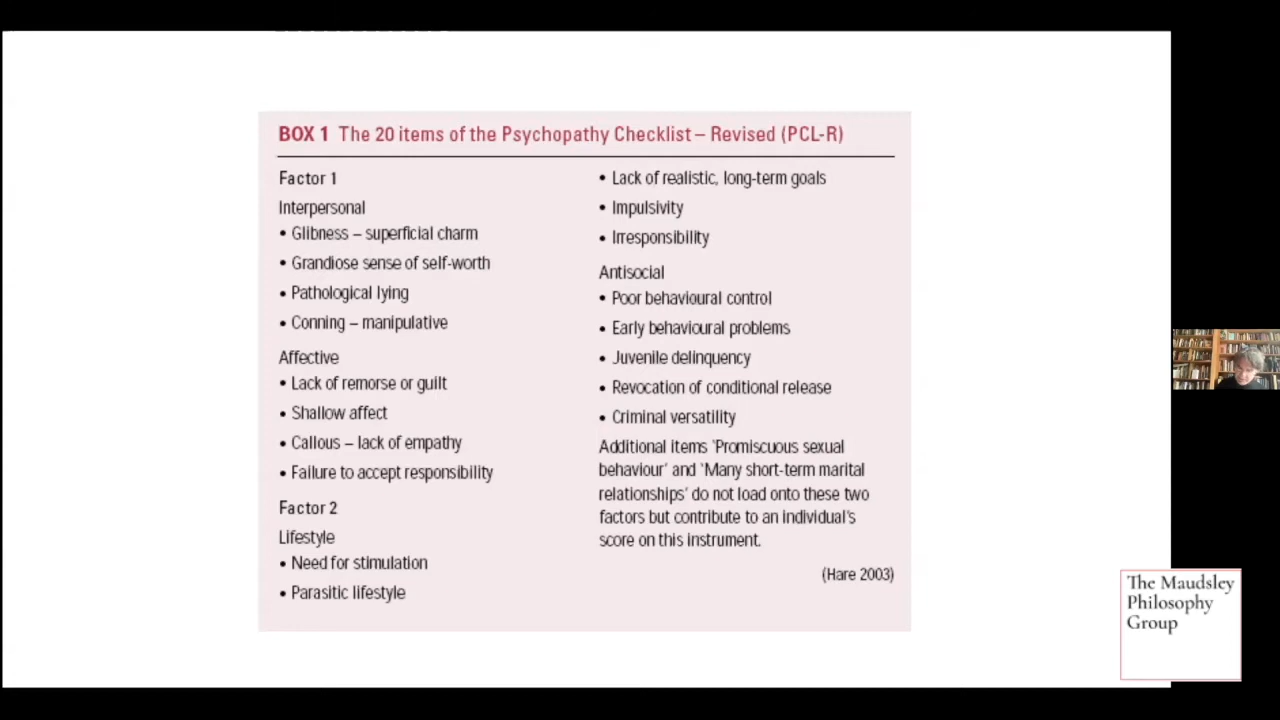 BOX 1 The 20 items of the Psychopathy Checklist – Revised (PCL-R)
Factor 1
Interpersonal
• Glibness – superficial charm
• Grandiose sense of self-worth
• Pathological lying
• Conning – manipulative
Affective
• Lack of remorse or guilt
• Shallow affect
• Callous – lack of empathy
• Failure to accept responsibility
Factor 2
Lifestyle
• Need for stimulation
• Parasitic lifestyle
• Lack of realistic, long-term goals
• Impulsivity
• Irresponsibility
Antisocial
• Poor behavioural control
• Early behavioural problems
• Juvenile delinquency
• Revocation of conditional release
• Criminal versatility
Additional items ‘Promiscuous sexual
behaviour’ and ‘Many short-term marital
relationships’ do not load onto these two
factors but contribute to an individual’s
score on this instrument.
(Hare 2003)
The Maudsley
Philosophy
Group